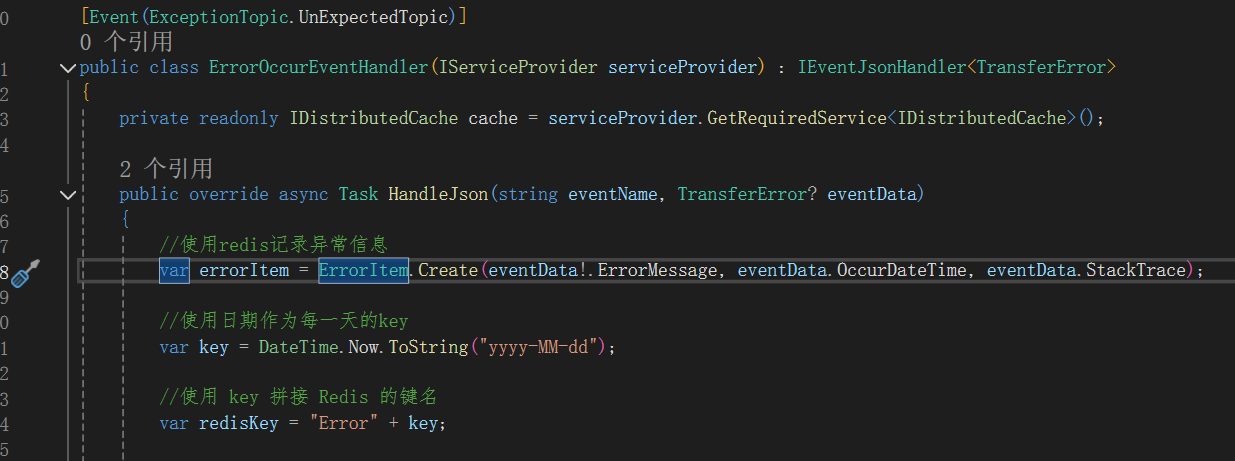 0 [Event(ExceptionTopic.UnExpectedTopic)]
0 个引用
1 public class ErrorOccurEventHandler(IServiceProvider serviceProvider) : IEventJsonHandler<TransferError>
2 {
3 private readonly IDistributedCache cache = serviceProvider.GetRequiredService<IDistributedCache>();
4
2 个引用
5 public override async Task HandleJson(string eventName, TransferError? eventData)
6 {
7 //使用redis记录异常信息
8 var errorItem = ErrorItem.Create(eventData!.ErrorMessage, eventData.OccurDateTime, eventData.StackTrace);
9
0 //使用日期作为每一天的key
1 var key = DateTime.Now.ToString("yyyy-MM-dd");
2
3 //使用 key 拼接 Redis 的键名
4 var redisKey = "Error" + key;
5